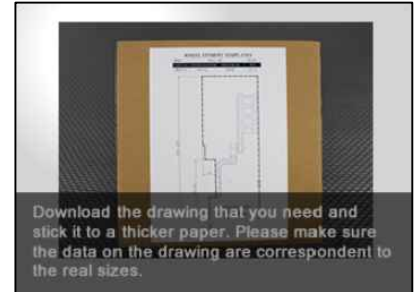 Download the drawing that you need and
stick it to a thicker paper. Please make sure
the data on the drawing are correspondent to
the real sizes.